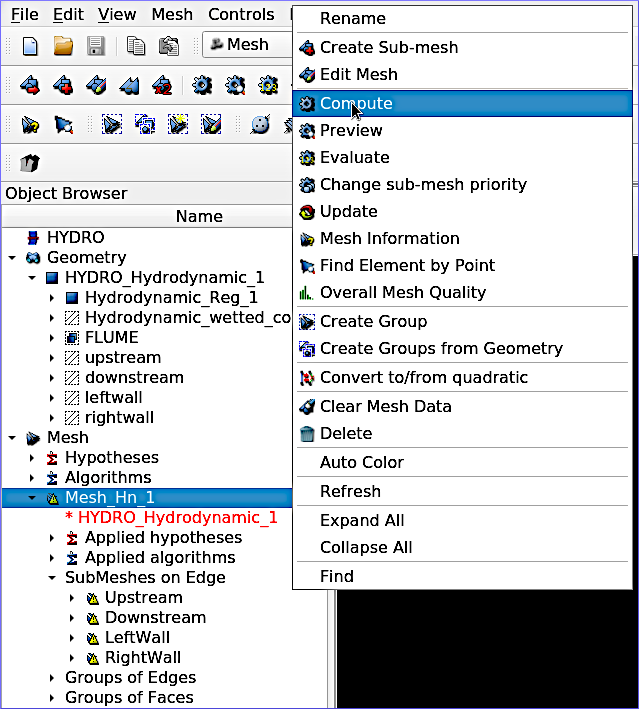 File Edit View Mesh Controls
Mesh
Object Browser
Name
HYDRO
Geometry
HYDRO_Hydrodynamic_1
Hydrodynamic_Reg_1
Hydrodynamic_wetted_co
FLUME
upstream
downstream
leftwall
rightwall
Mesh
Hypotheses
Algorithms
Mesh_Hn_1
* HYDRO_Hydrodynamic_1
Applied hypotheses
Applied algorithms
SubMeshes on Edge
Upstream
Downstream
LeftWall
RightWall
Groups of Edges
Groups of Faces
Rename
Create Sub-mesh
Edit Mesh
Compute
Preview
Evaluate
Change sub-mesh priority
Update
Mesh Information
Find Element by Point
Overall Mesh Quality
Create Group
Create Groups from Geometry
Convert to/from quadratic
Clear Mesh Data
Delete
Auto Color
Refresh
Expand All
Collapse All
Find